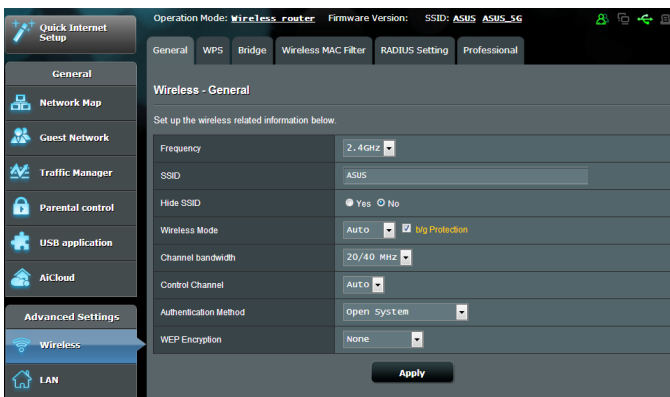 Quick Internet
Setup
Operation Mode: Wireless router Firmware Version: SSID: ASUS ASUS_5G
General WPS Bridge Wireless MAC Filter RADIUS Setting Professional
General
Network Map
Guest Network
Traffic Manager
Parental control
USB application
AiCloud
Advanced Settings
Wireless
LAN
Wireless - General
Set up the wireless related information below.
Frequency 2.4GHz
SSID ASUS
Hide SSID Yes No
Wireless Mode Auto b/g Protection
Channel bandwidth 20/40 MHz
Control Channel Auto
Authentication Method Open System
WEP Encryption None
Apply